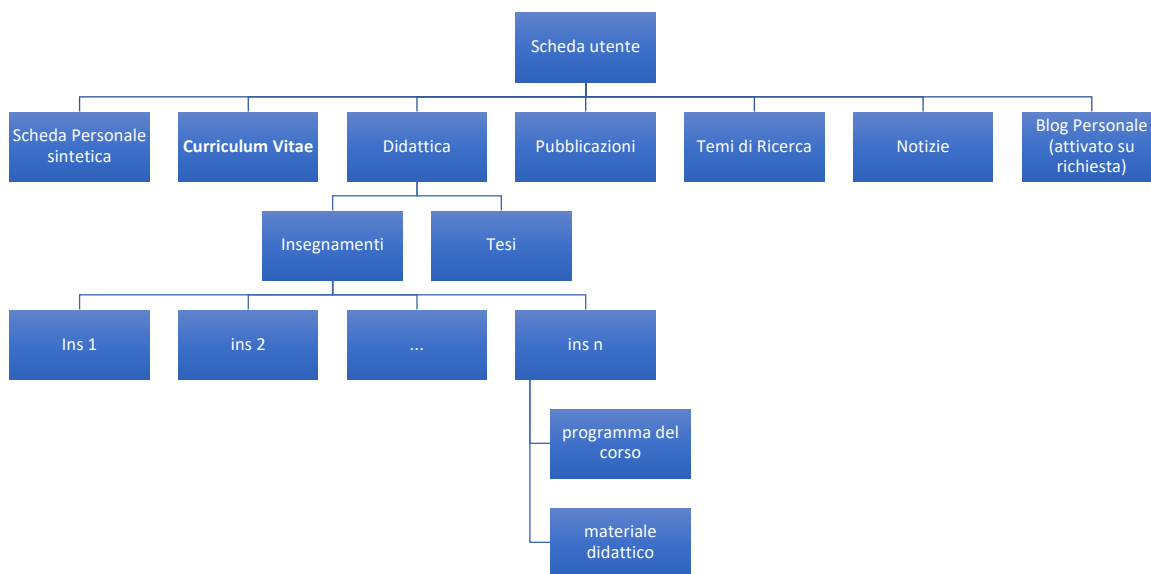 Scheda utente
Scheda Personale
sintetica
Curriculum Vitae
Didattica
Pubblicazioni
Temi di Ricerca
Notizie
Blog Personale
(attivato su
richiesta)
Insegnamenti
Tesi
Ins 1
ins 2
...
ins n
programma del
corso
materiale
didattico